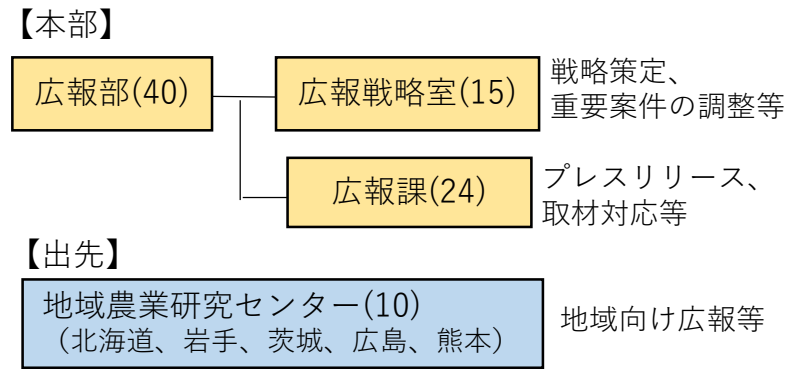 【本部】
広報部(40)
広報戦略室(15)
戦略策定、
重要案件の調整等
広報課(24)
プレスリリース、
取材対応等
【出先】
地域農業研究センター(10)
（北海道、岩手、茨城、広島、熊本）
地域向け広報等